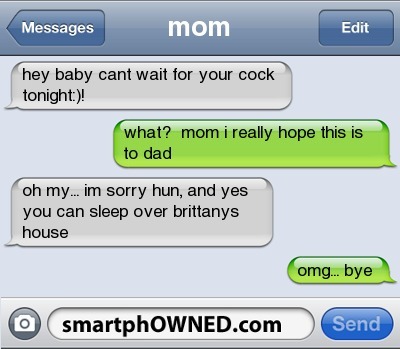 Messages
mom
Edit
hey baby cant wait for your cock
tonight:)!
what?  mom i really hope this is
to dad
oh my... im sorry hun, and yes
you can sleep over brittanys
house
omg... bye
smartphOWNED.com
Send